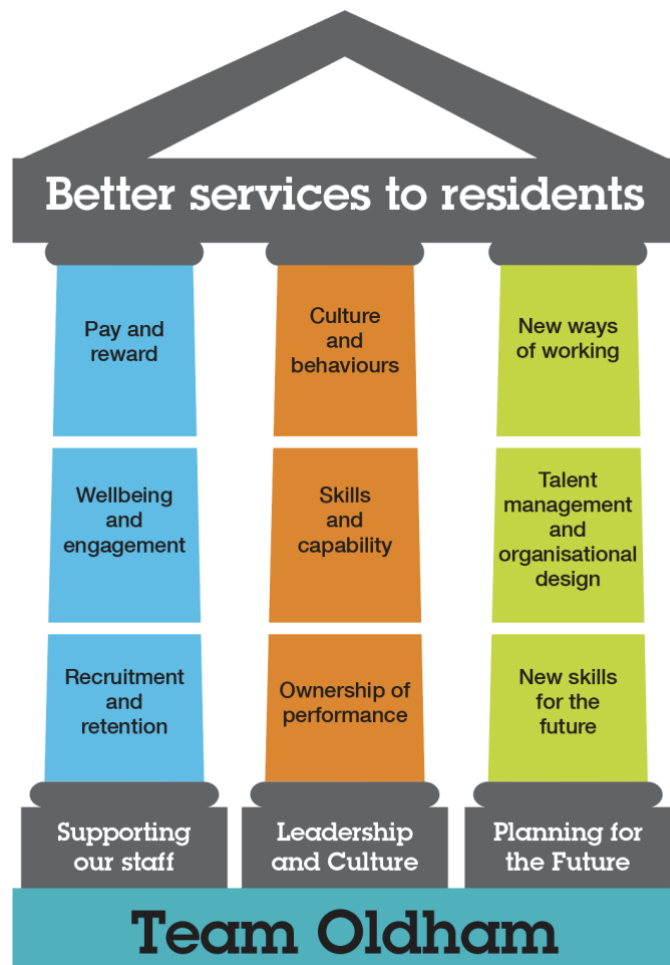 Better services to residents
Pay and
reward
Wellbeing
and
engagement
Recruitment
and
retention
Supporting
our staff
Culture
and
behaviours
Skills
and
capability
Ownership of
performance
Leadership
and Culture
New ways
of working
Talent
management
and
organisational
design
New skills
for the
future
Planning for
the Future
Team Oldham